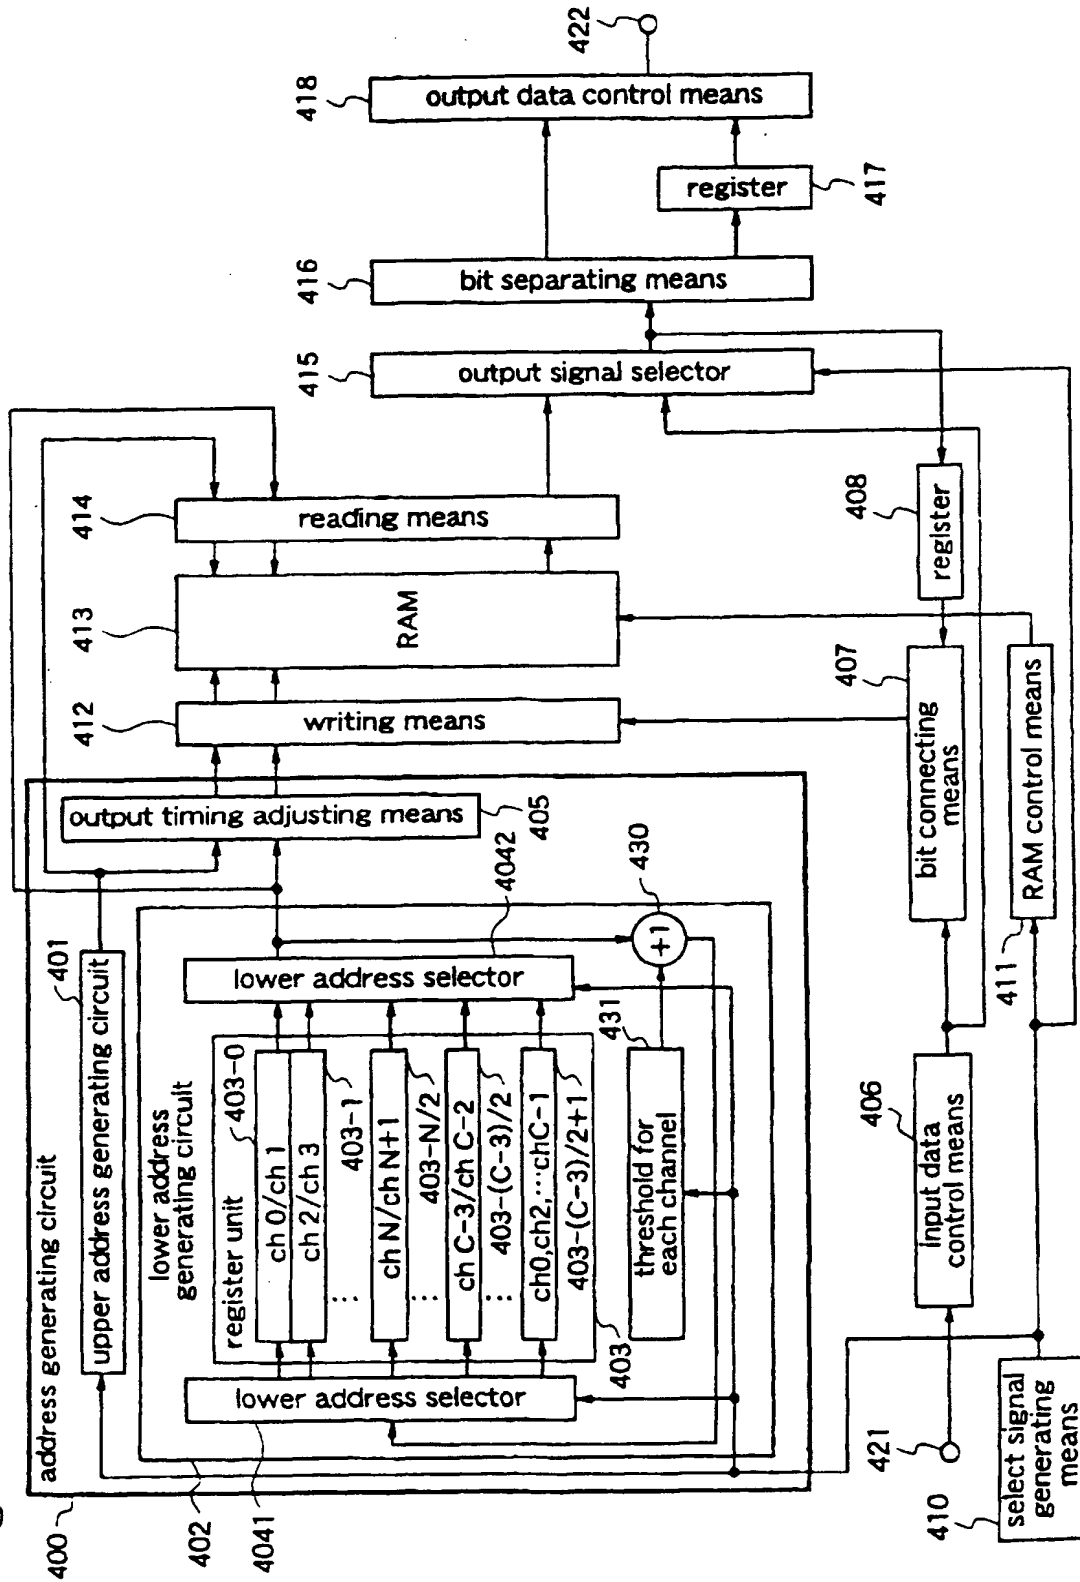 address generating circuit
400
upper address generating circuit
401
402
lower address
generating circuit
register unit
403-0
ch 0/ch 1
ch 2/ch 3
403-1
⋮
ch N/ch N+1
403-N/2
⋮
ch C-3/ch C-2
403-(C-3)/2
⋮
ch0,ch2,⋯chC-1
403-(C-3)/2+1
403
lower address selector
4041
lower address selector
4042
threshold for
each channel
431
+1
430
output timing adjusting means
405
writing means
412
RAM
413
reading means
414
output signal selector
415
bit separating means
416
register
417
output data control means
418
422
register
408
bit connecting
means
407
RAM control means
411
input data
control means
406
421
select signal
generating
means
410